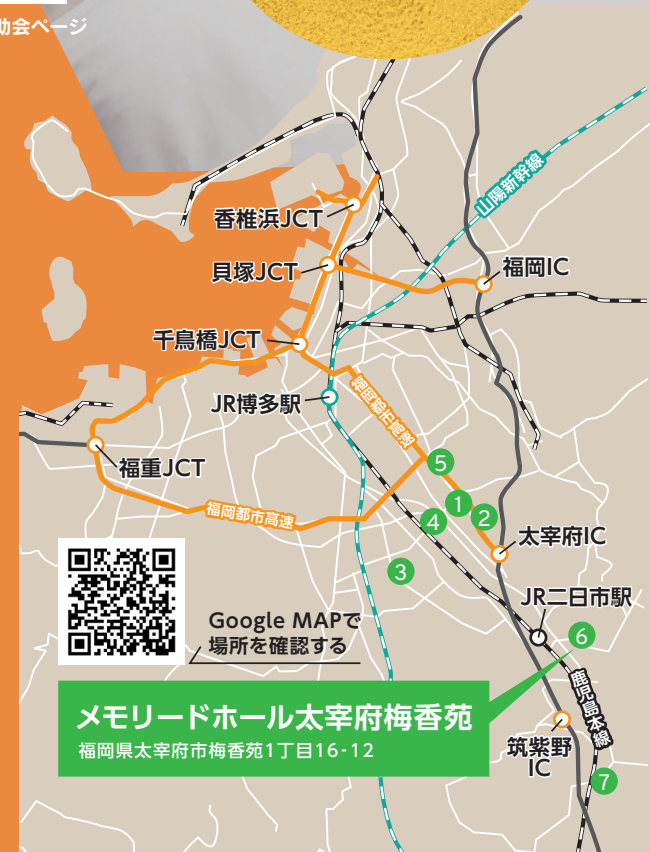 助会ページ
山陽新幹線
香椎浜JCT
貝塚JCT
福岡IC
千鳥橋JCT
JR博多駅
福岡都市高速
福重JCT
福岡都市高速
5
1
2
4
太宰府IC
3
JR二日市駅
Google MAPで
場所を確認する
6
鹿児島本線
メモリードホール太宰府梅香苑
福岡県太宰府市梅香苑1丁目16-12
筑紫野
IC
7